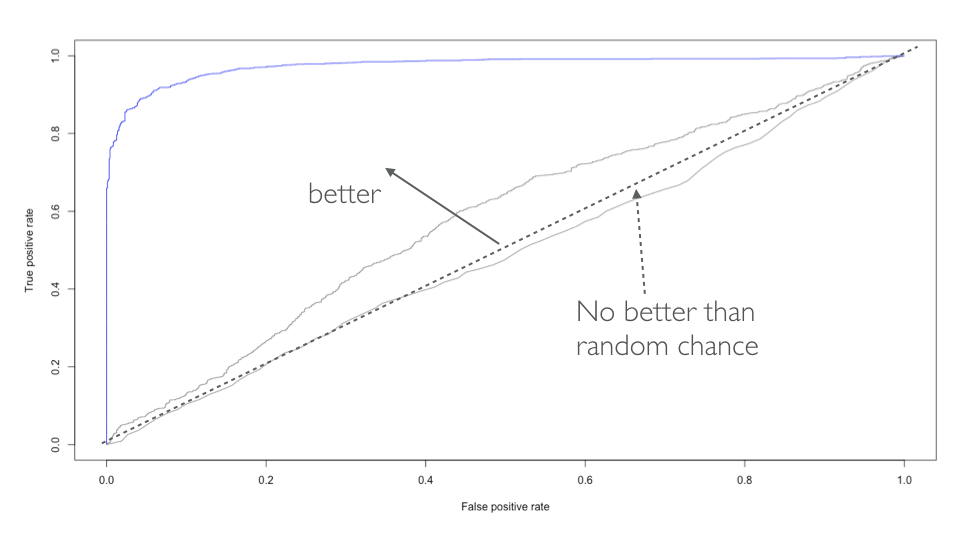 1.0
0.8
0.6
0.4
0.2
0.0
True positive rate
better
No better than
random chance
0.0 0.2 0.4 0.6 0.8 1.0
False positive rate